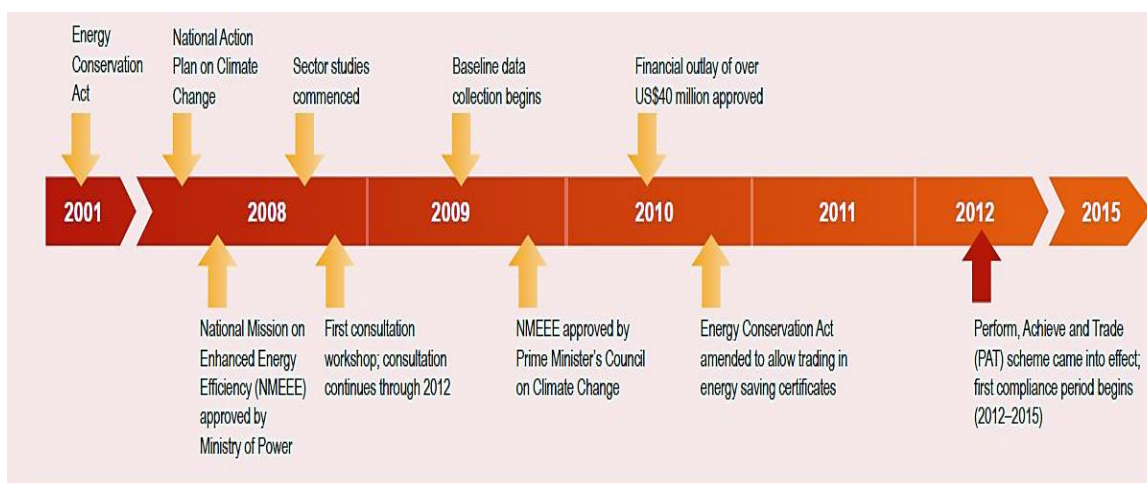 Energy
Conservation
Act
National Action
Plan on Climate
Change
Sector studies
commenced
Baseline data
collection begins
Financial outlay of over
US$40 million approved
2001
2008
2009
2010
2011
2012
2015
National Mission on
Enhanced Energy
Efficiency (NMEEE)
approved by
Ministry of Power
First consultation
workshop; consultation
continues through 2012
NMEEE approved by
Prime Minister's Council
on Climate Change
Energy Conservation Act
amended to allow trading in
energy saving certificates
Perform, Achieve and Trade
(PAT) scheme came into effect;
first compliance period begins
(2012–2015)